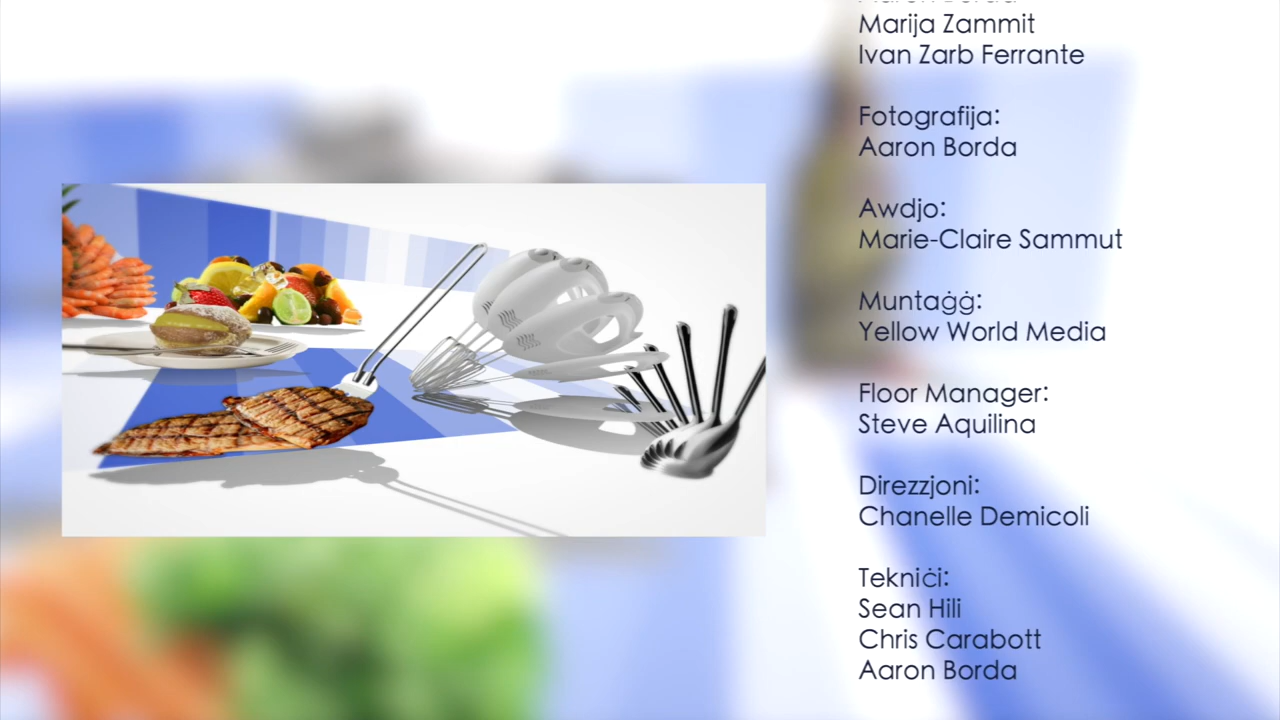 Marija Zammit
Ivan Zarb Ferrante
Fotografija:
Aaron Borda
Awdjo:
Marie-Claire Sammut
Muntaġġ:
Yellow World Media
Floor Manager:
Steve Aquilina
Direzzjoni:
Chanelle Demicoli
Tekniċi:
Sean Hili
Chris Carabott
Aaron Borda